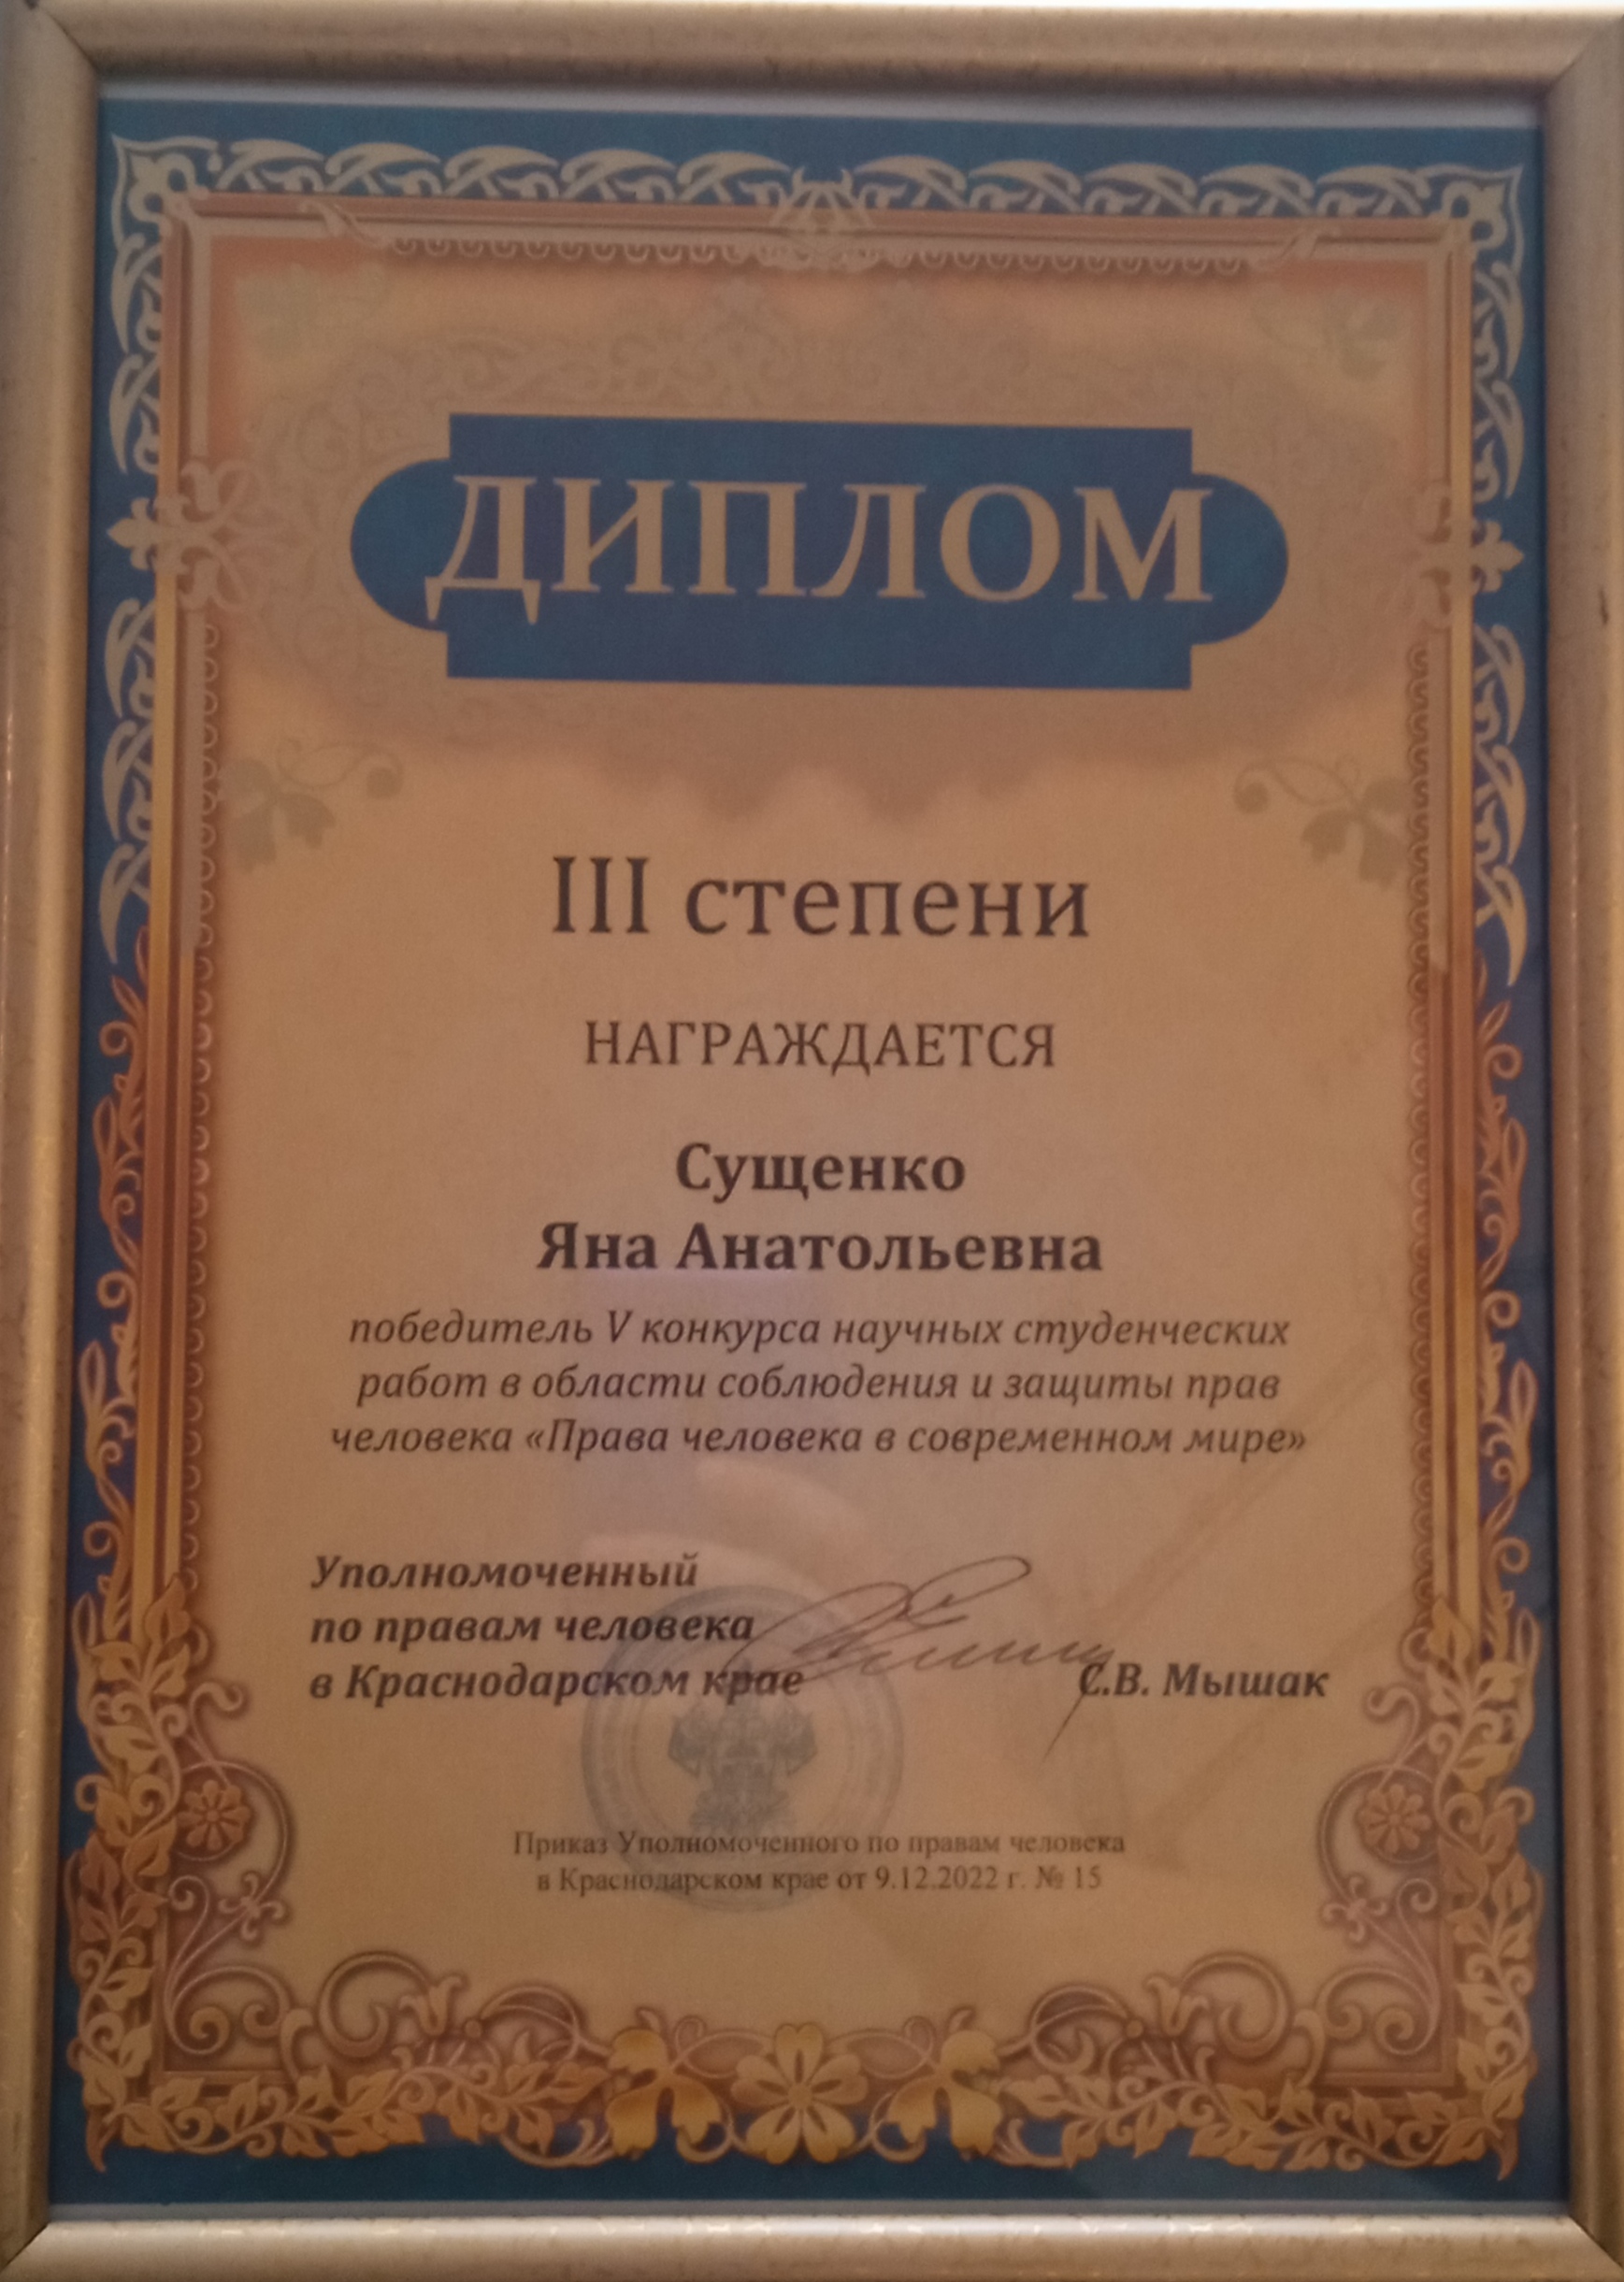 ДИПЛОМ
III степени
НАГРАЖДАЕТСЯ
Сущенко
Яна Анатольевна
победитель V конкурса научных студенческих
работ в области соблюдения и защиты прав
человека «Права человека в современном мире»
Уполномоченный
по правам человека
в Краснодарском крае С.В. Мышак
Приказ Уполномоченного по правам человека
в Краснодарском крае от 9.12.2022 г. № 15